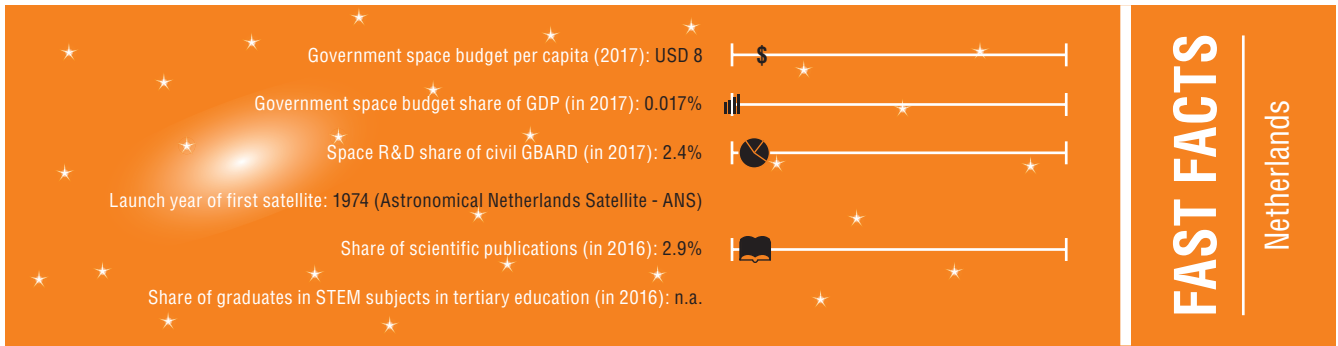 Government space budget per capita (2017): USD 8
$
Government space budget share of GDP (in 2017): 0.017%
Space R&D share of civil GBARD (in 2017): 2.4%
Launch year of first satellite: 1974 (Astronomical Netherlands Satellite - ANS)
Share of scientific publications (in 2016): 2.9%
Share of graduates in STEM subjects in tertiary education (in 2016): n.a.
FAST FACTS
Netherlands